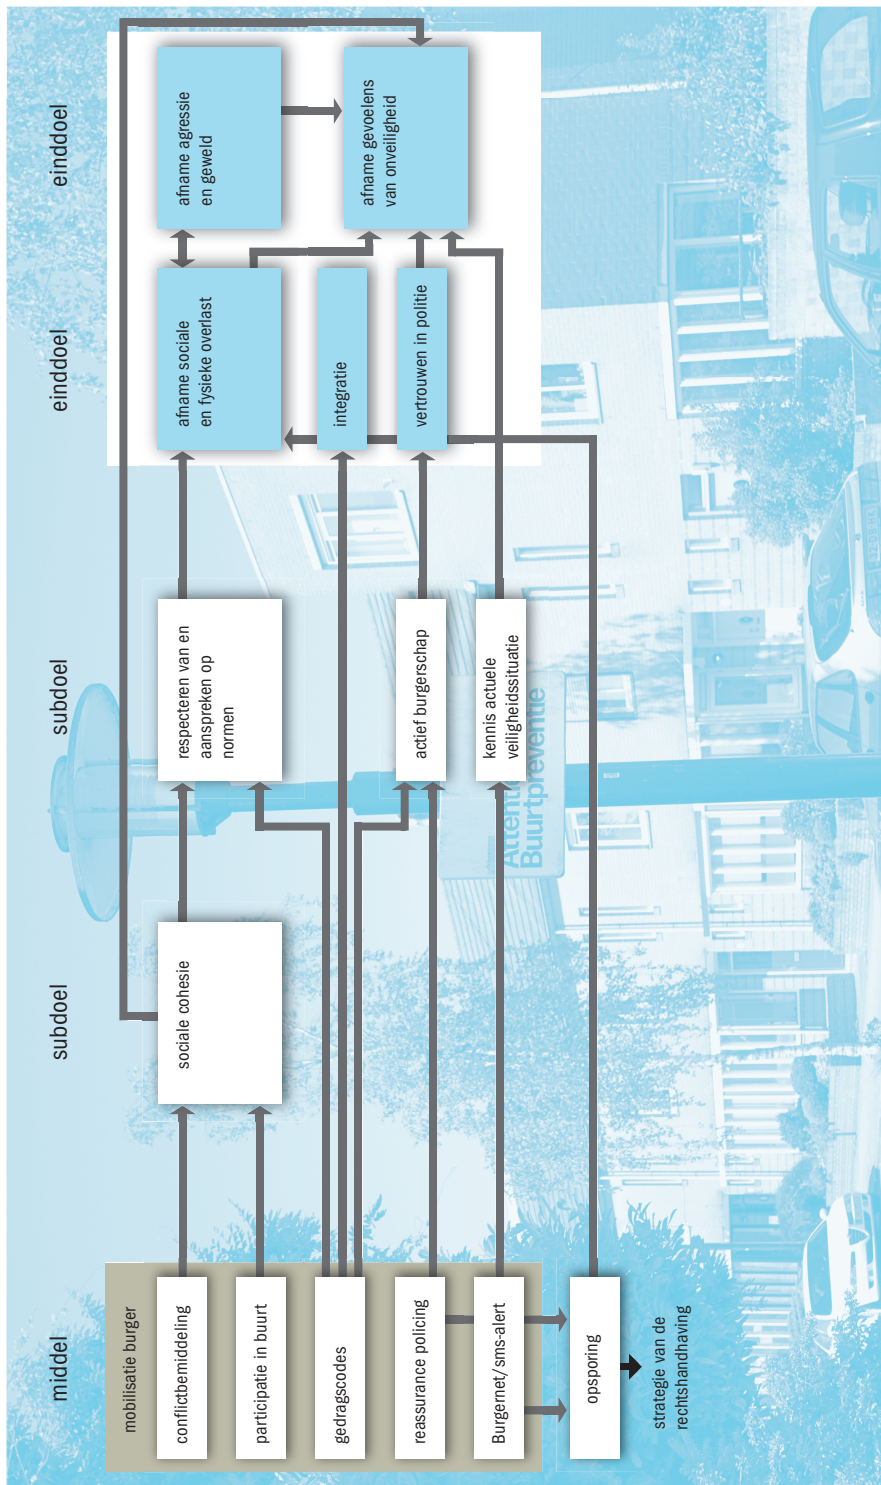 middel
subdoel
subdoel
einddoel
einddoel
mobilisatie burger
conflictbemiddeling
participatie in buurt
gedragscodes
reassurance policing
Burgernet/sms-alert
opsporing
strategie van de
rechtshandhaving
sociale cohesie
respecteren van en
aanspreken op
normen
actief burgerschap
kennis actuele
veiligheidssituatie
Attentie
Buurtpreventie
afname sociale
en fysieke overlast
integratie
vertrouwen in politie
afname agressie
en geweld
afname gevoelens
van onveiligheid